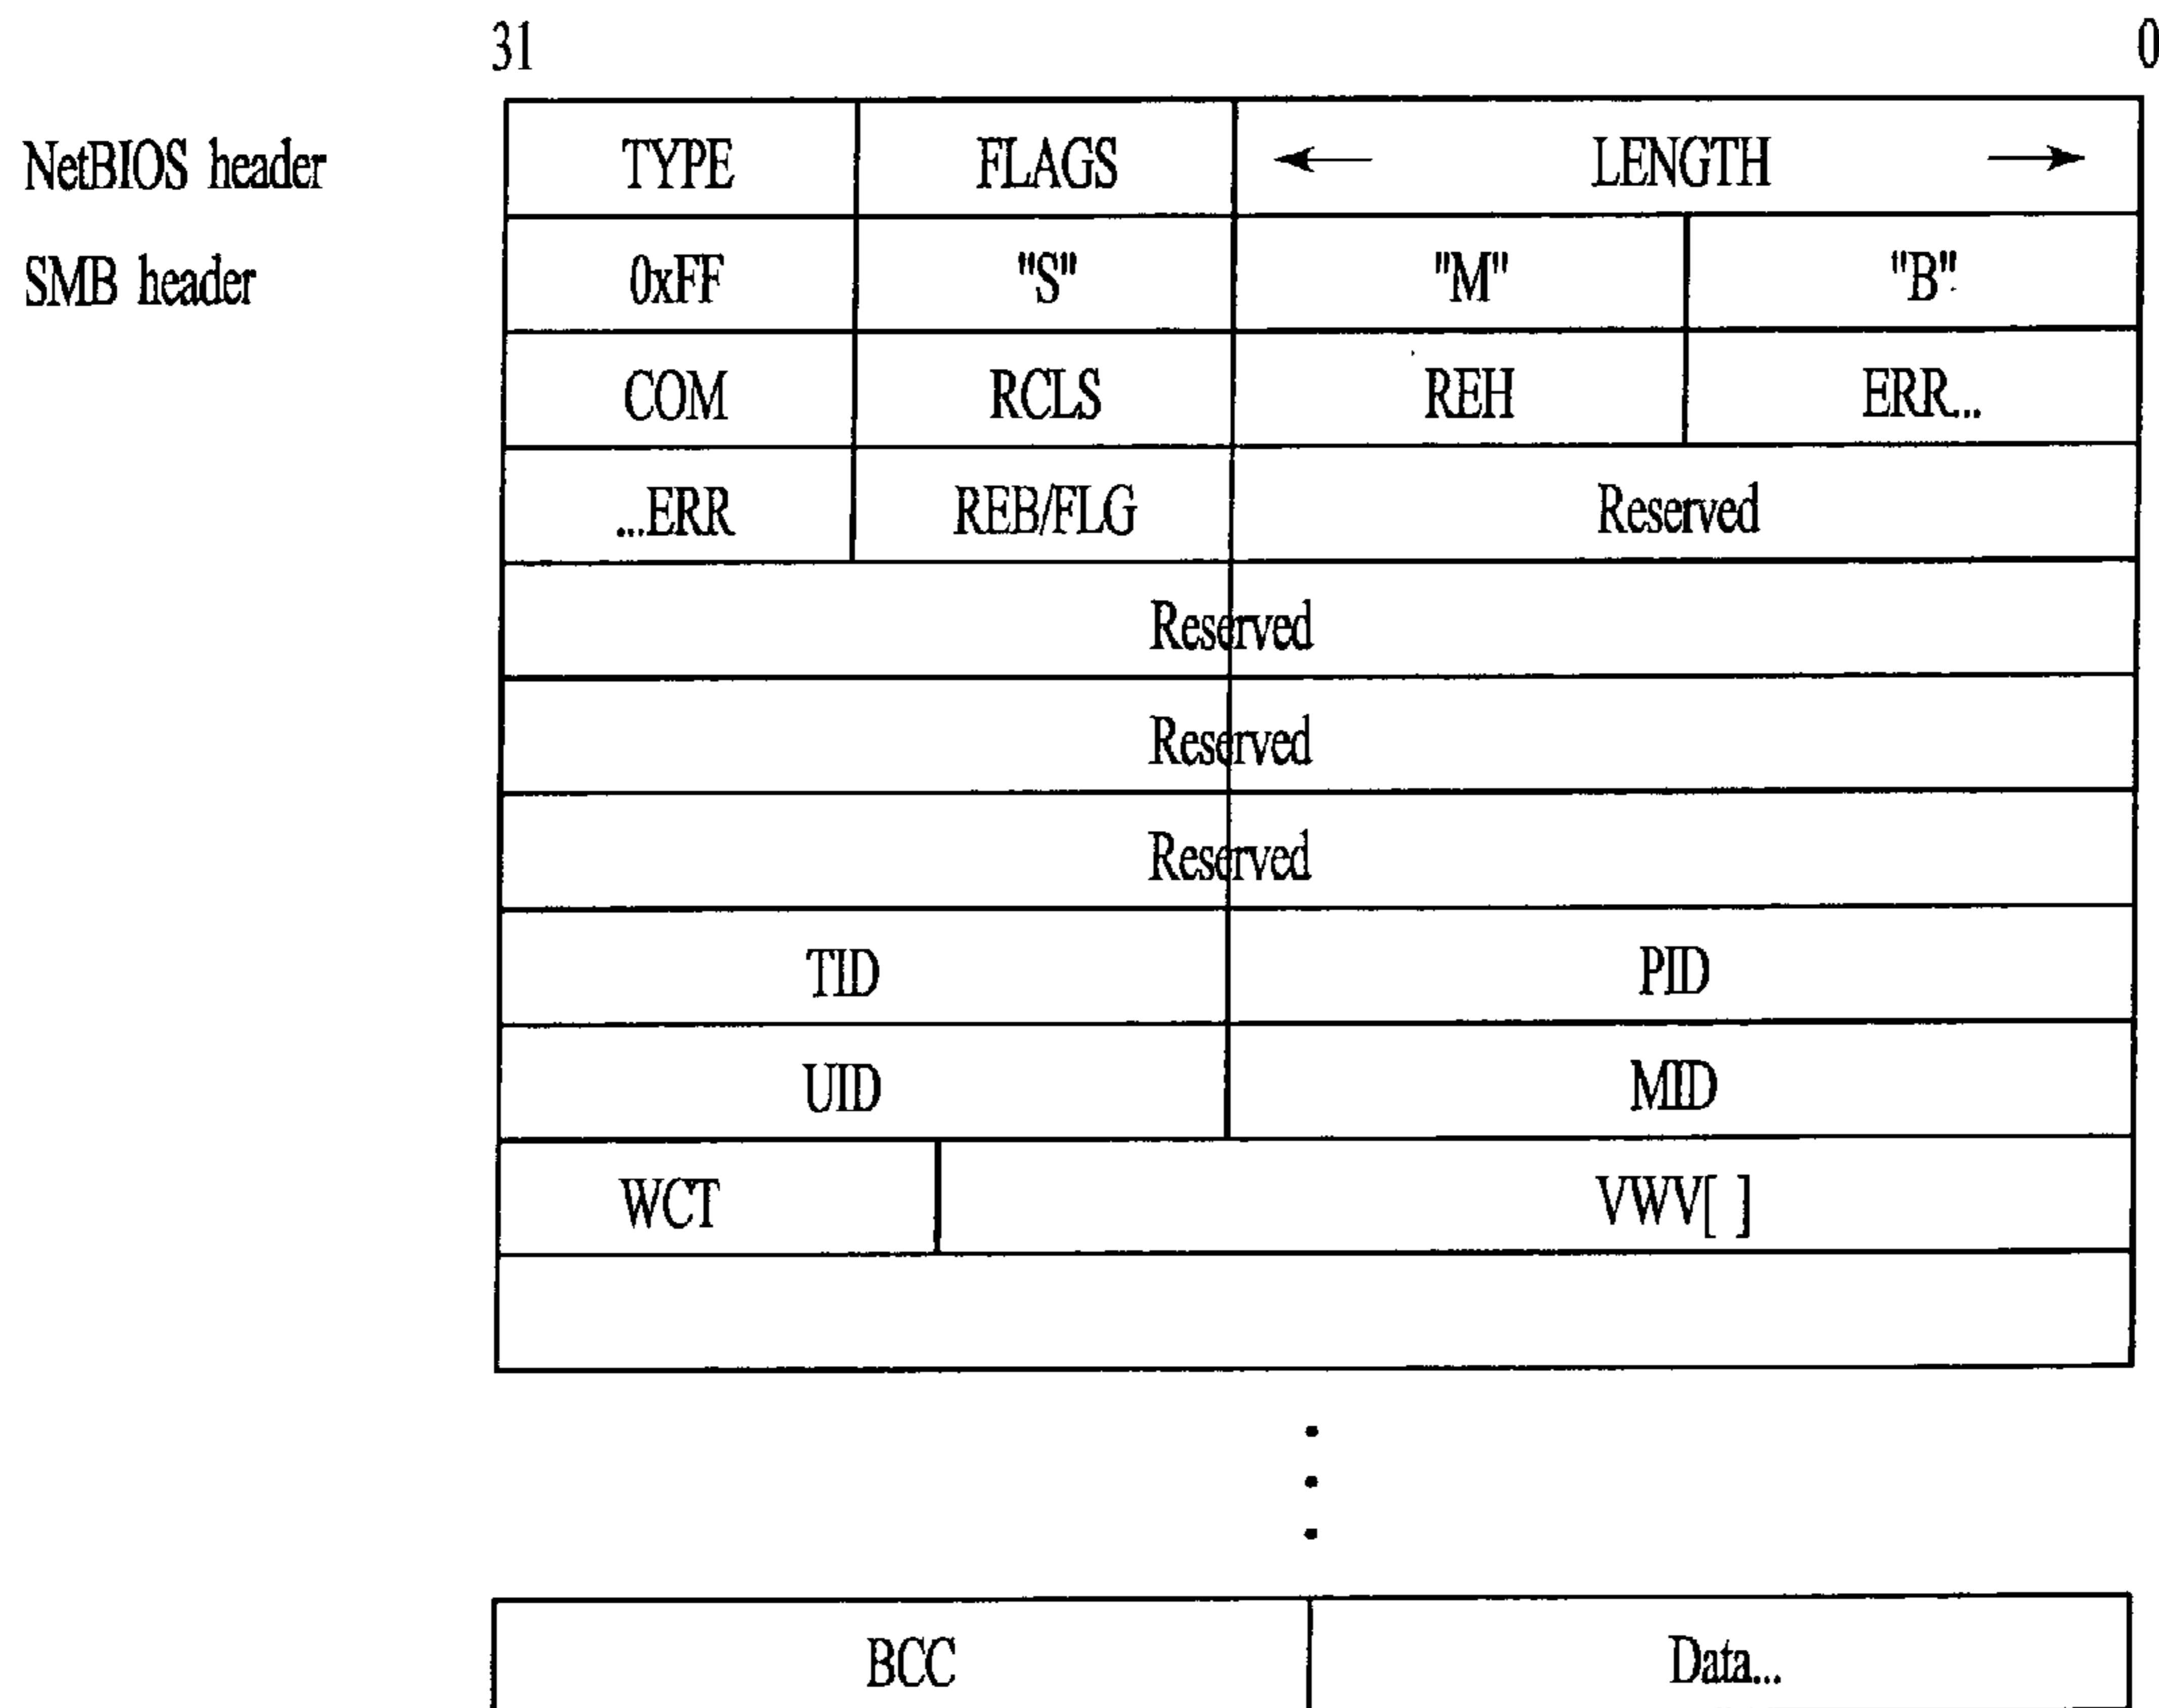 31 0
NetBIOS header TYPE FLAGS LENGTH
SMB header 0xFF "S" "M" "B"
COM RCLS REH ERR...
...ERR REB/FLG Reserved
Reserved
Reserved
Reserved
TID PID
UID MID
WCT VWV[ ]
BCC Data...